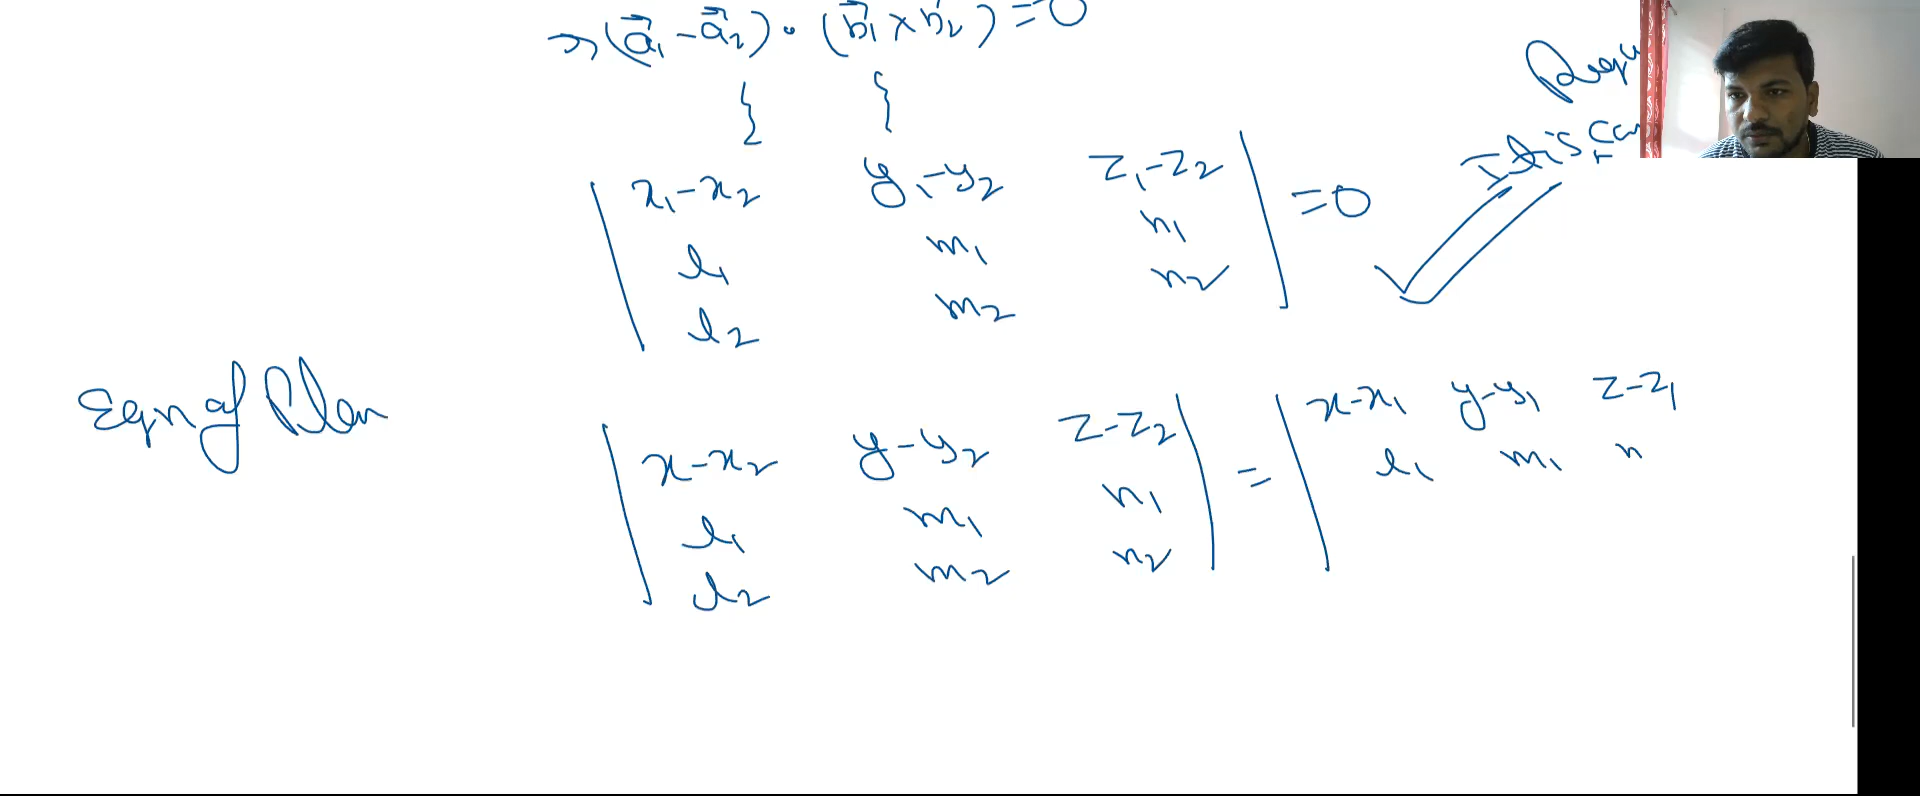 ⇒ (a⃗₁ - a⃗₂) · (b⃗₁ × b⃗₂) = 0
| x₁-x₂ y₁-y₂ z₁-z₂ |
| l₁ m₁ n₁ | = 0
| l₂ m₂ n₂ |
Eqn of Plan
| x-x₂ y-y₂ z-z₂ | = | x-x₁ y-y₁ z-z₁
| l₁ m₁ n₁ | | l₁ m₁ n
| l₂ m₂ n₂ |